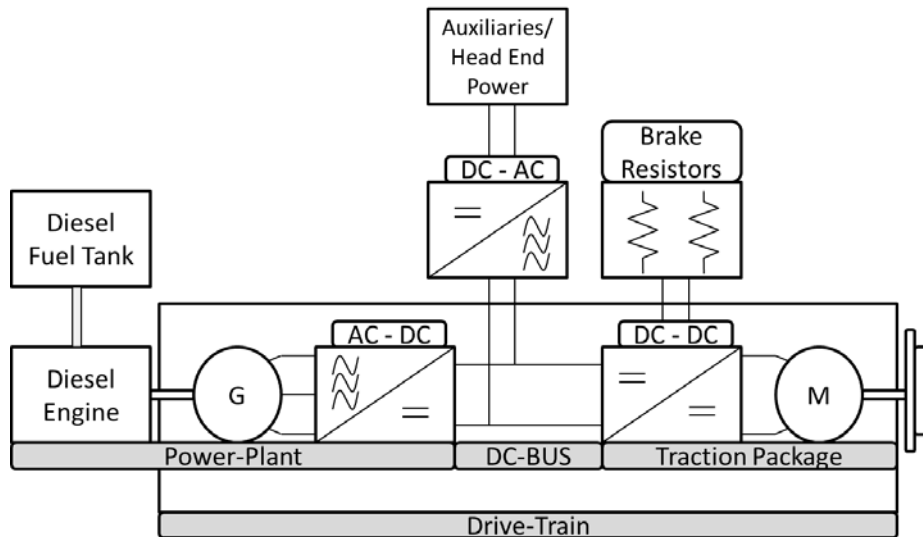 Auxiliaries/
Head End
Power
DC - AC
Brake
Resistors
Diesel
Fuel Tank
AC - DC
DC - DC
Diesel
Engine
G
M
Power-Plant
DC-BUS
Traction Package
Drive-Train